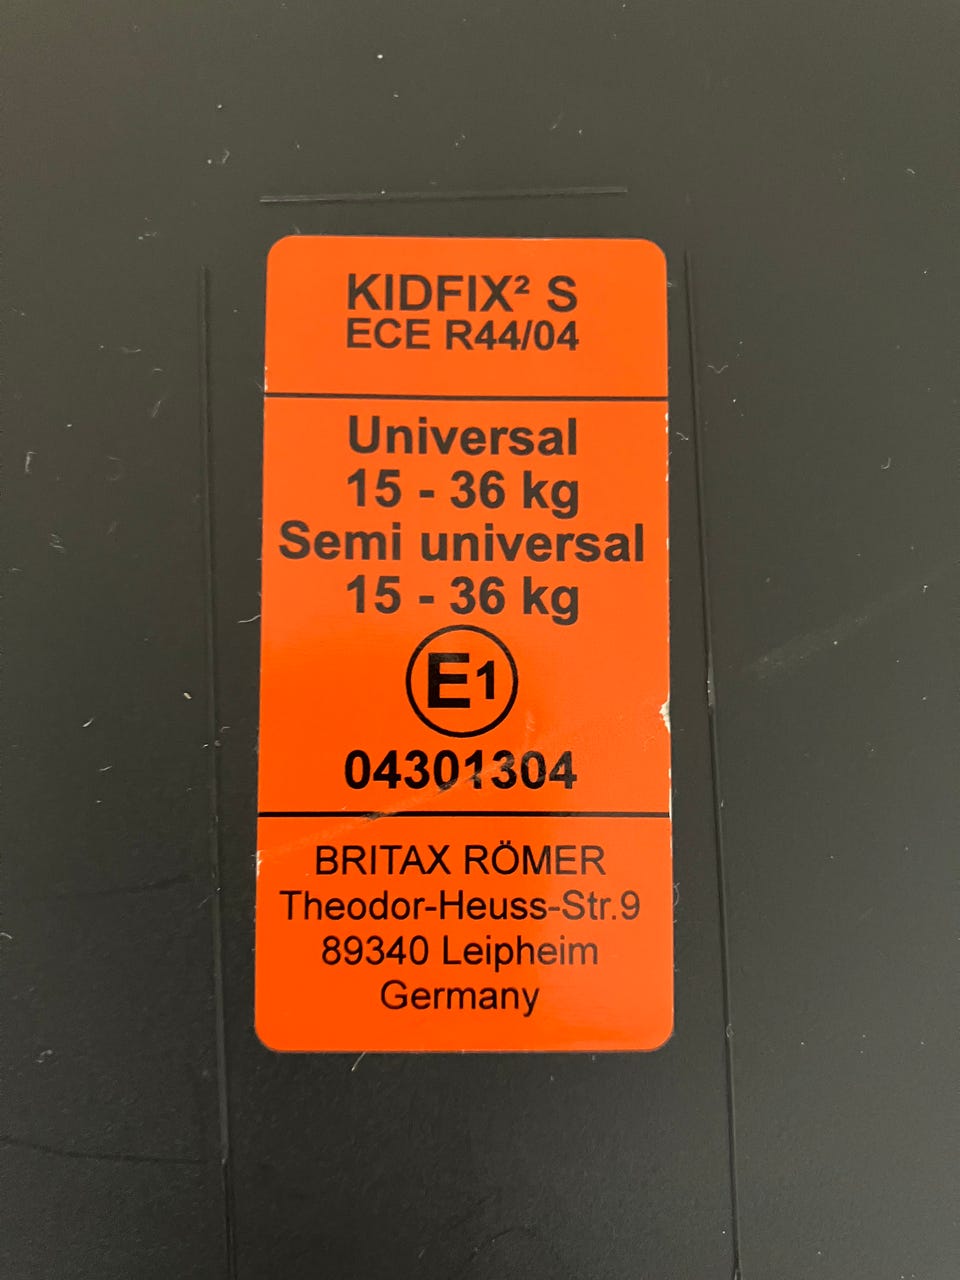 KIDFIX² S
ECE R44/04
Universal
15 - 36 kg
Semi universal
15 - 36 kg
E1
04301304
BRITAX RÖMER
Theodor-Heuss-Str.9
89340 Leipheim
Germany